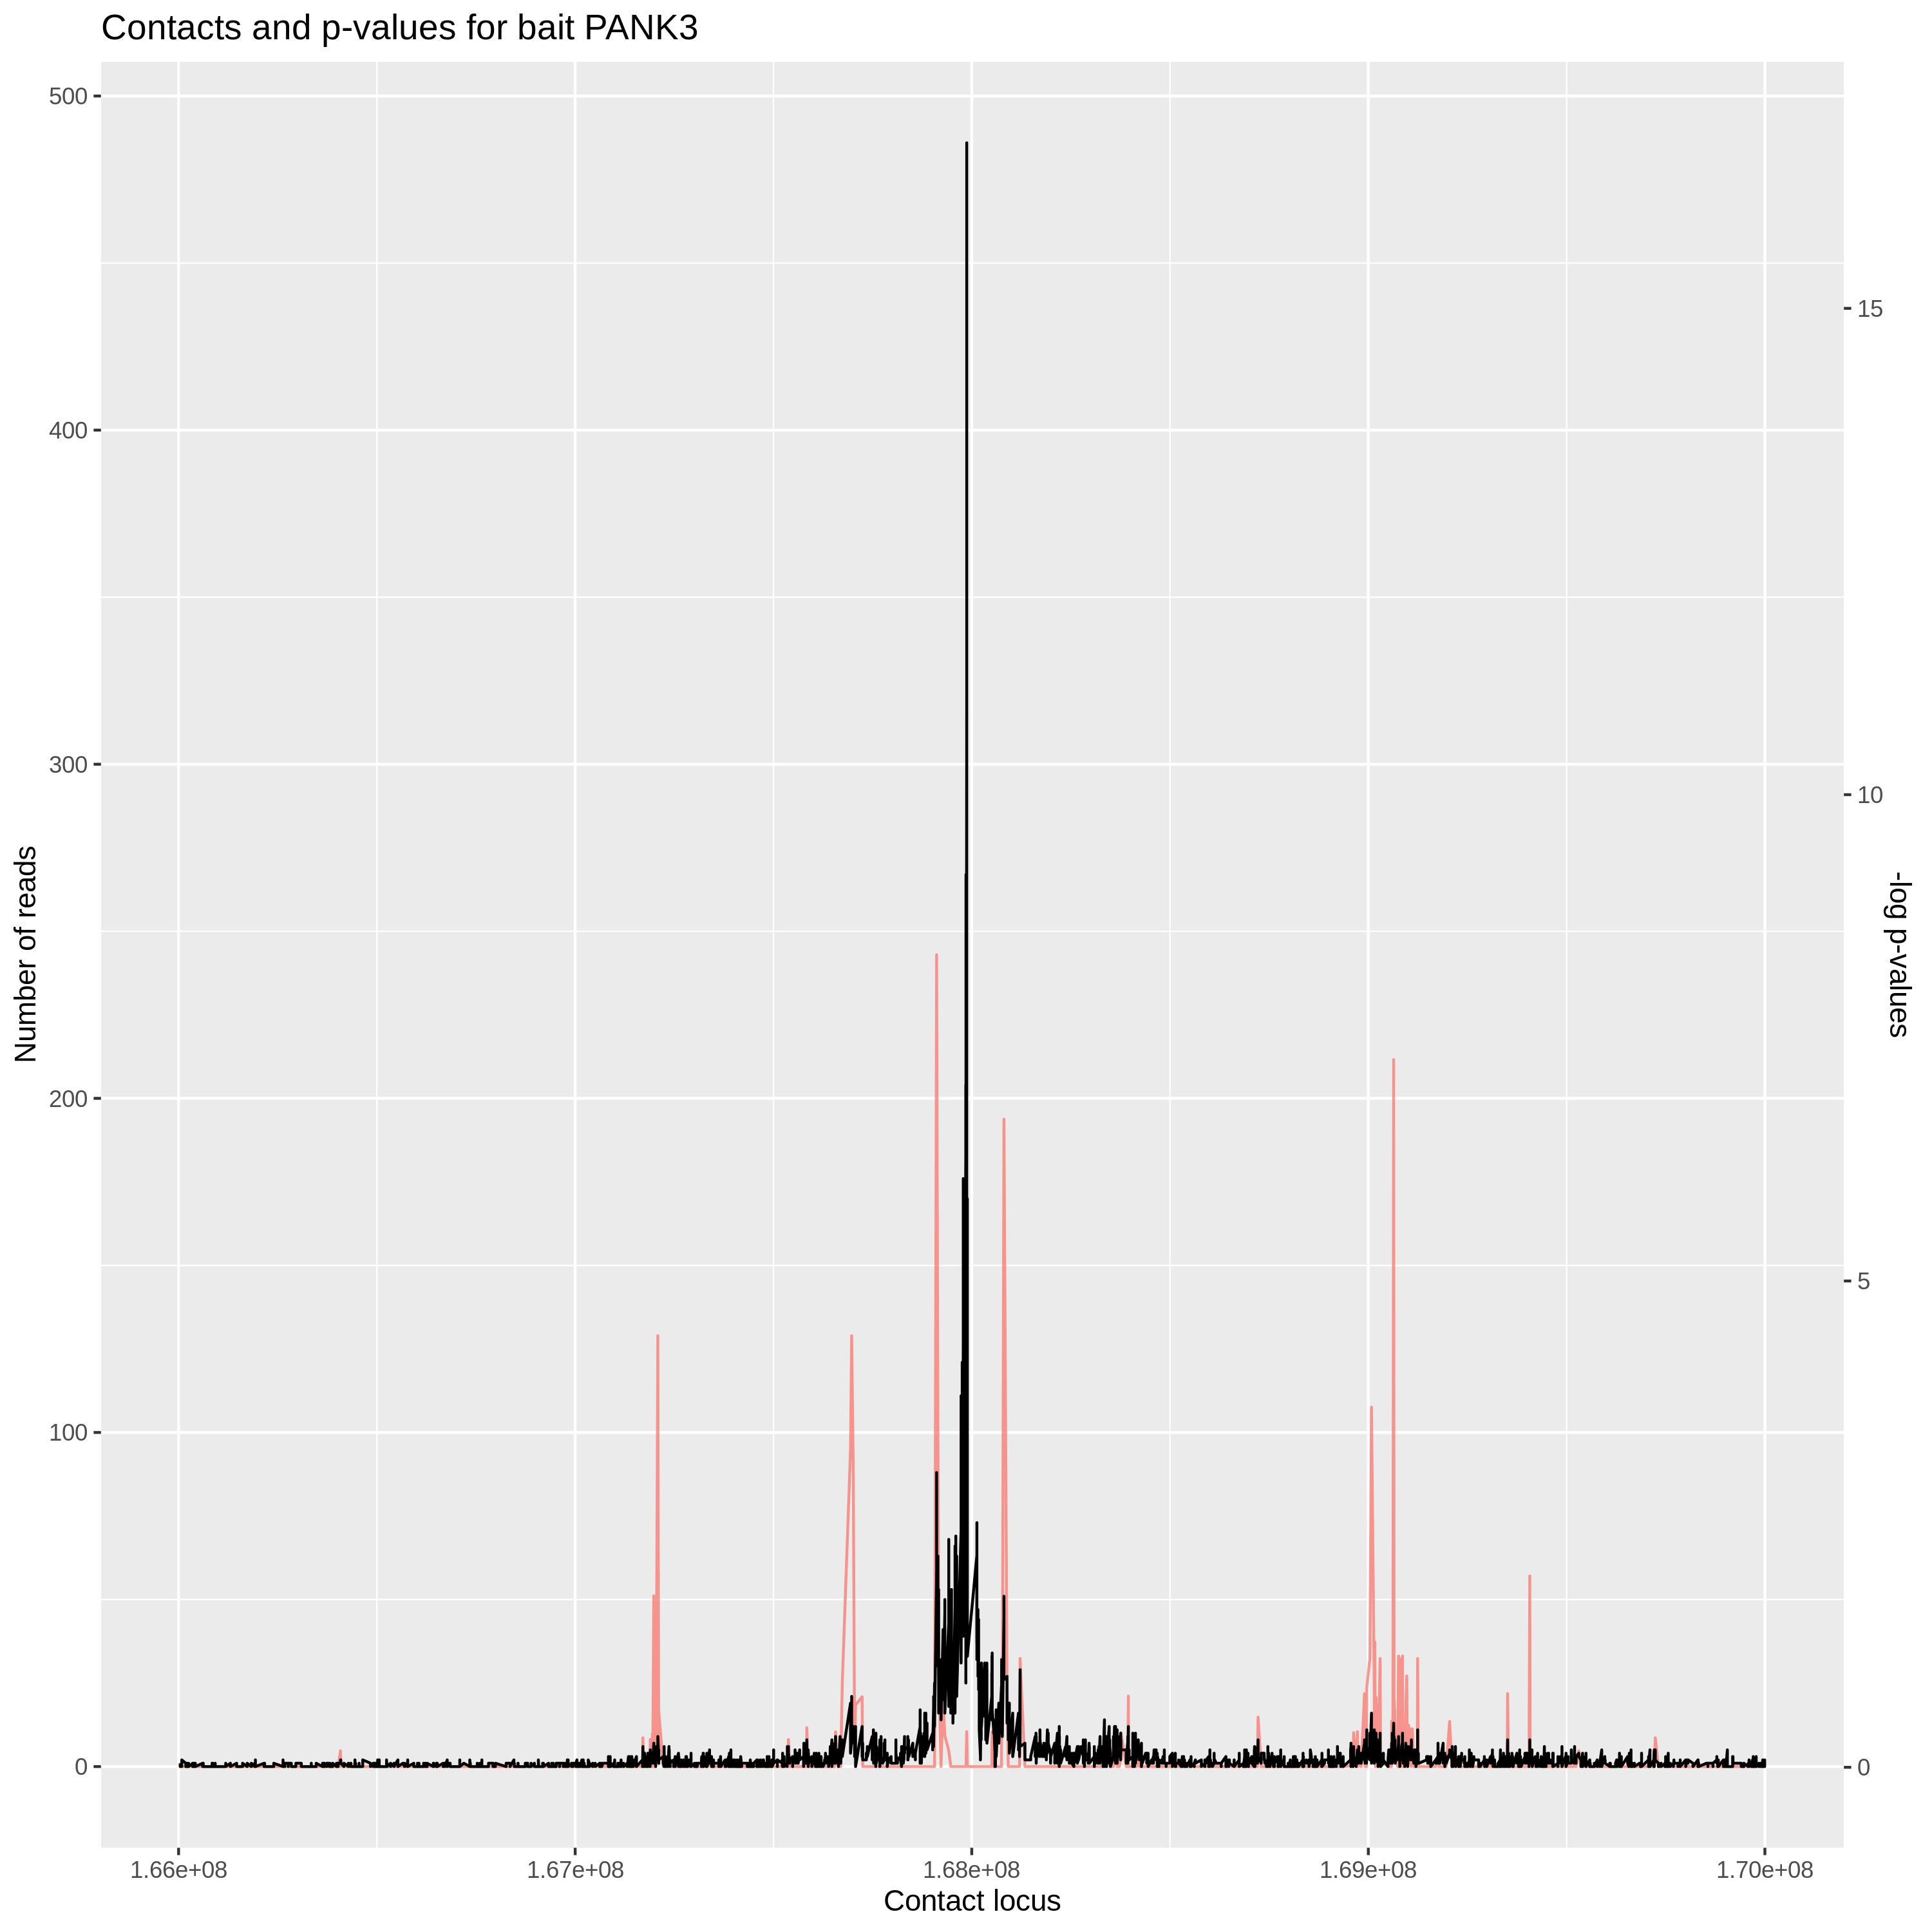 Contacts and p-values for bait PANK3
500
400
300
200
100
0
Number of reads
15
10
5
0
-log p-values
1.66e+08 1.67e+08 1.68e+08 1.69e+08 1.70e+08
Contact locus